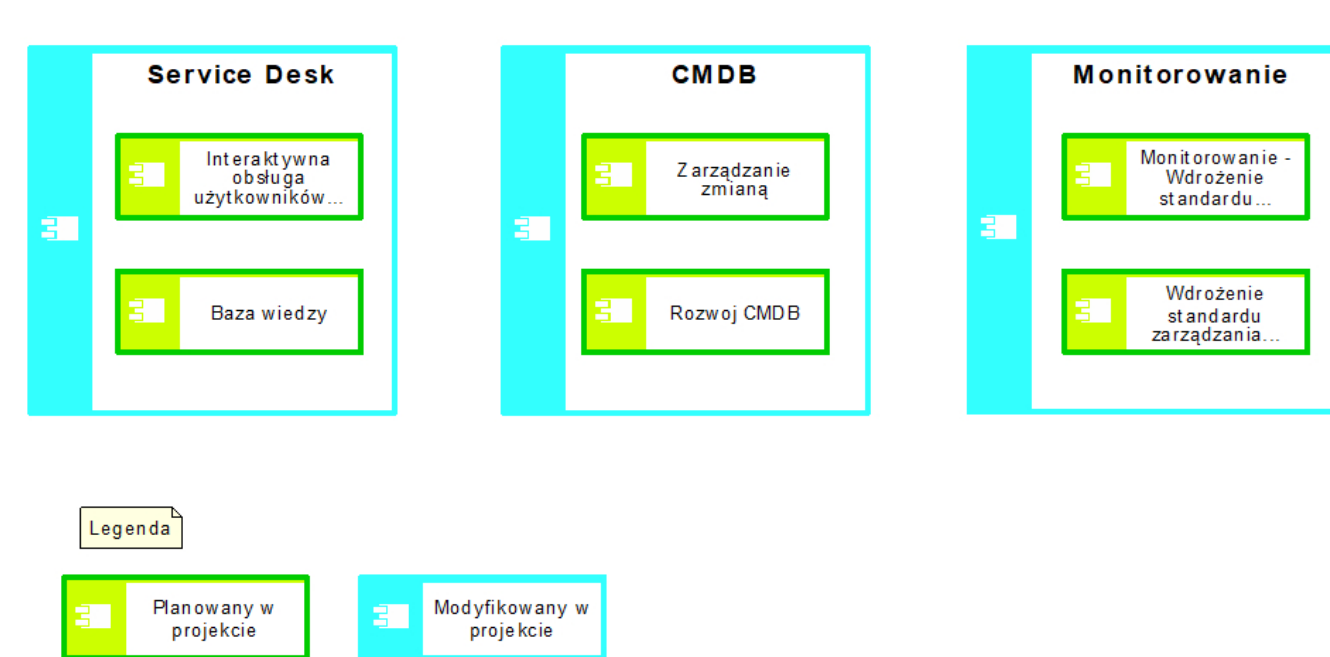 Service Desk
Interaktywna
obsługa
użytkowników...
Baza wiedzy
CMDB
Zarządzanie
zmianą
Rozwoj CMDB
Monitorowanie
Monitorowanie -
Wdrożenie
standardu...
Wdrożenie
standardu
zarządzania...
Legenda
Planowany w
projekcie
Modyfikowany w
projekcie